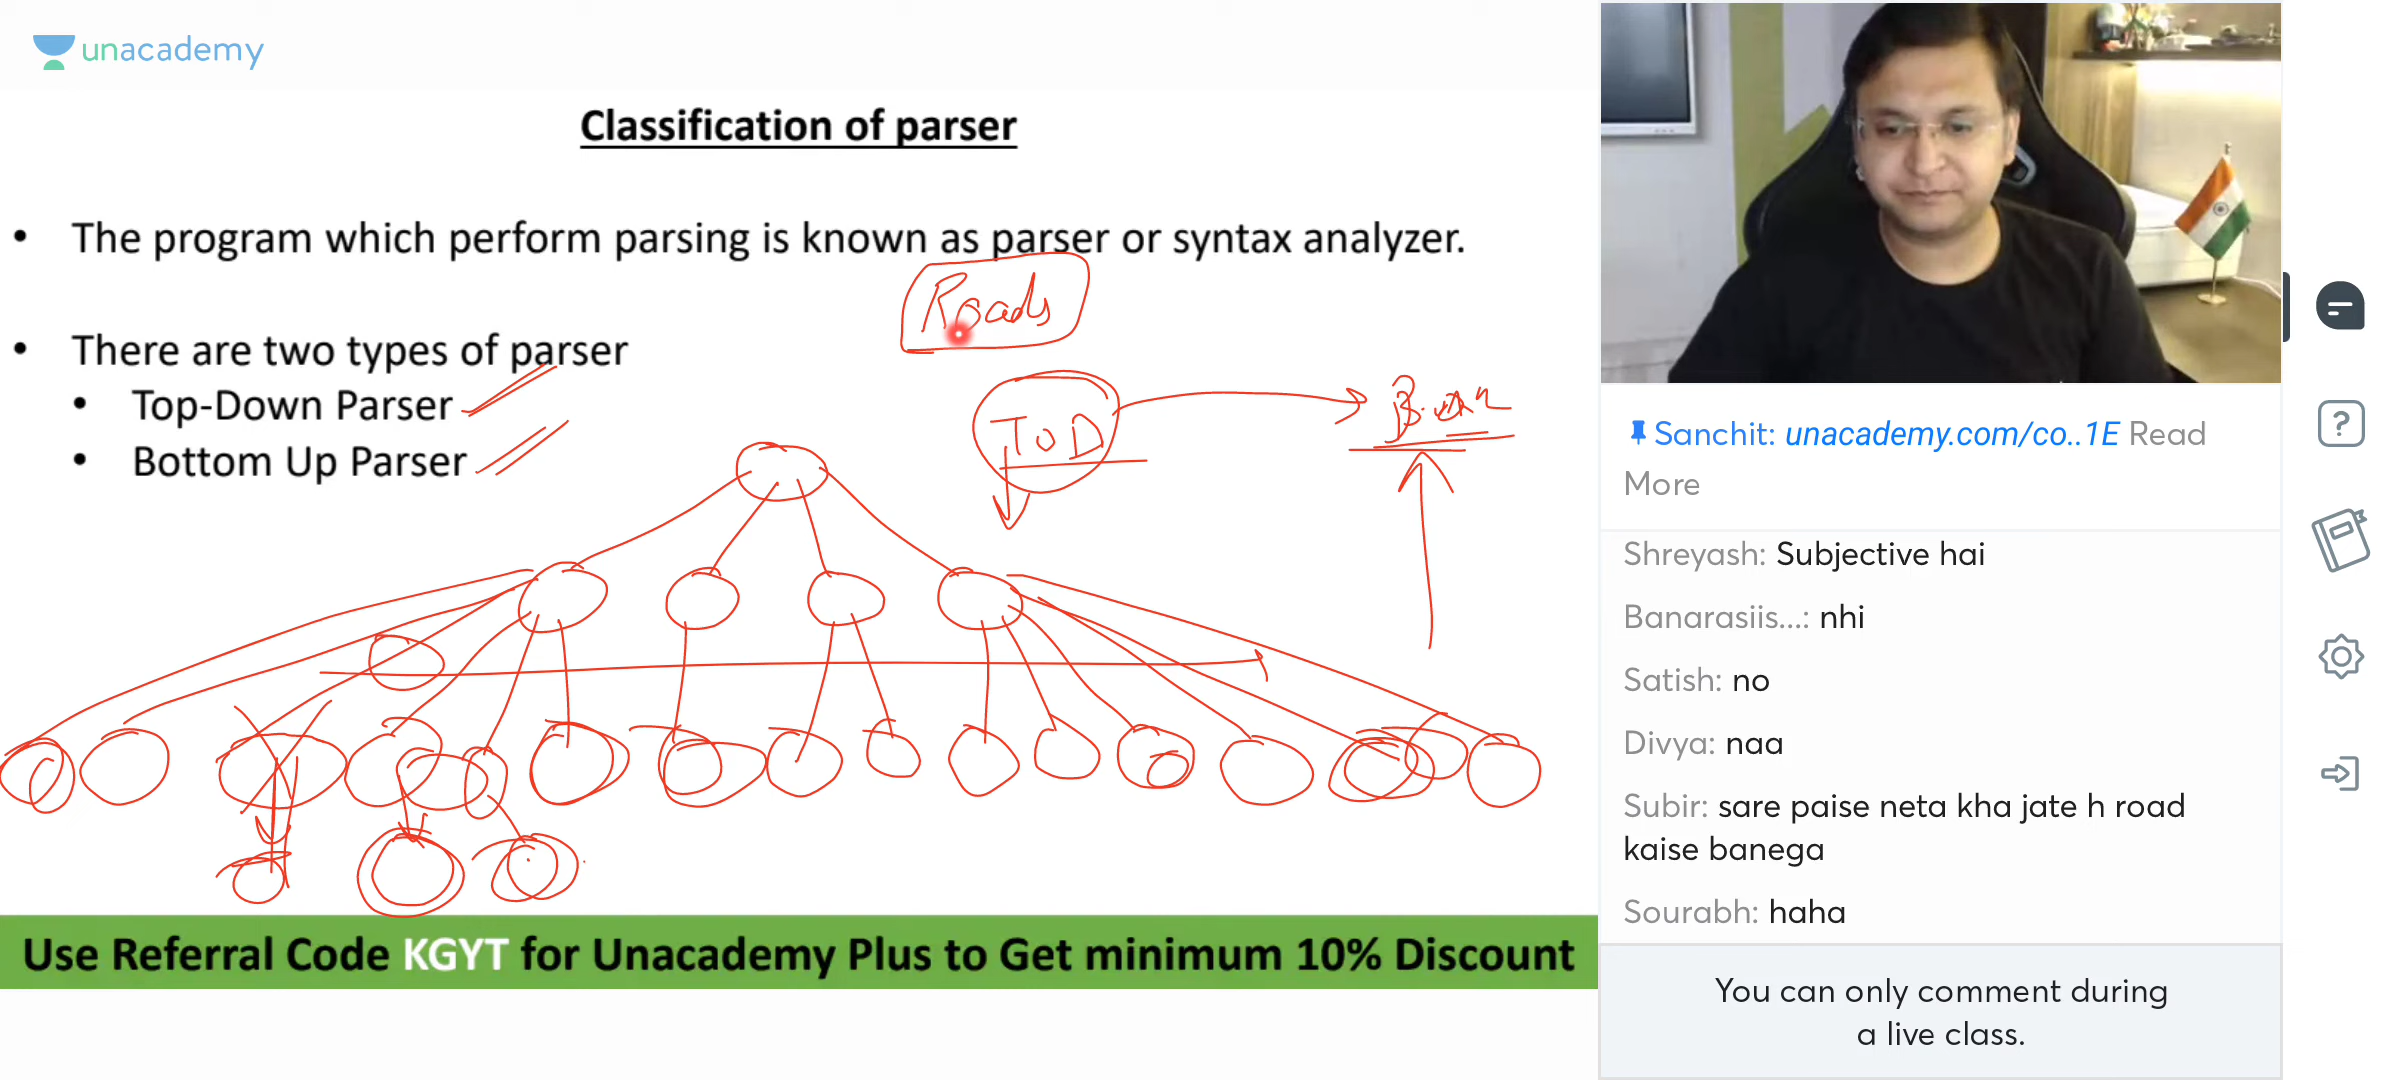 unacademy
Classification of parser
• The program which perform parsing is known as parser or syntax analyzer.
Roads
• There are two types of parser
• Top-Down Parser
• Bottom Up Parser
ToD
Use Referral Code KGYT for Unacademy Plus to Get minimum 10% Discount
Sanchit: unacademy.com/co..1E Read
More
Shreyash: Subjective hai
Banarasiis...: nhi
Satish: no
Divya: naa
Subir: sare paise neta kha jate h road
kaise banega
Sourabh: haha
You can only comment during
a live class.